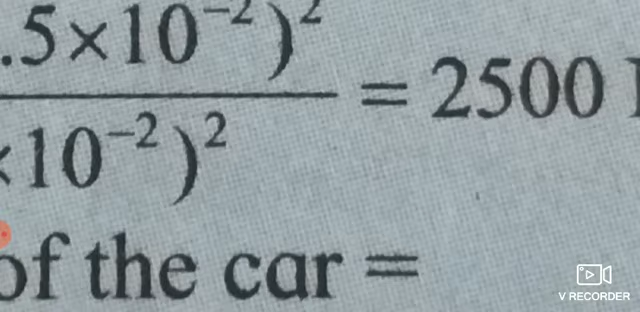 .5×10⁻²)²
= 2500
×10⁻²)²
of the car =
V RECORDER